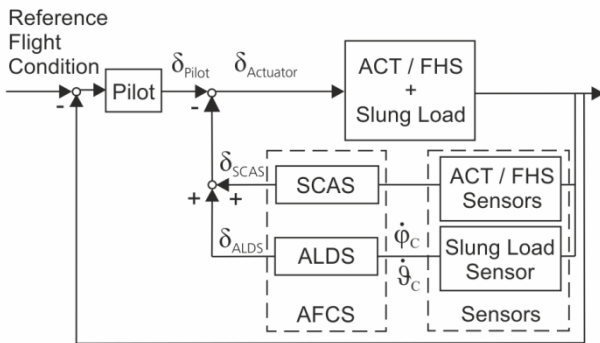 Reference
Flight
Condition
-
Pilot
δPilot
-
δActuator
ACT / FHS
+
Slung Load
δSCAS
SCAS
ACT / FHS
Sensors
+
+
δALDS
ALDS
φ̇C
ϑ̇C
Slung Load
Sensor
AFCS
Sensors